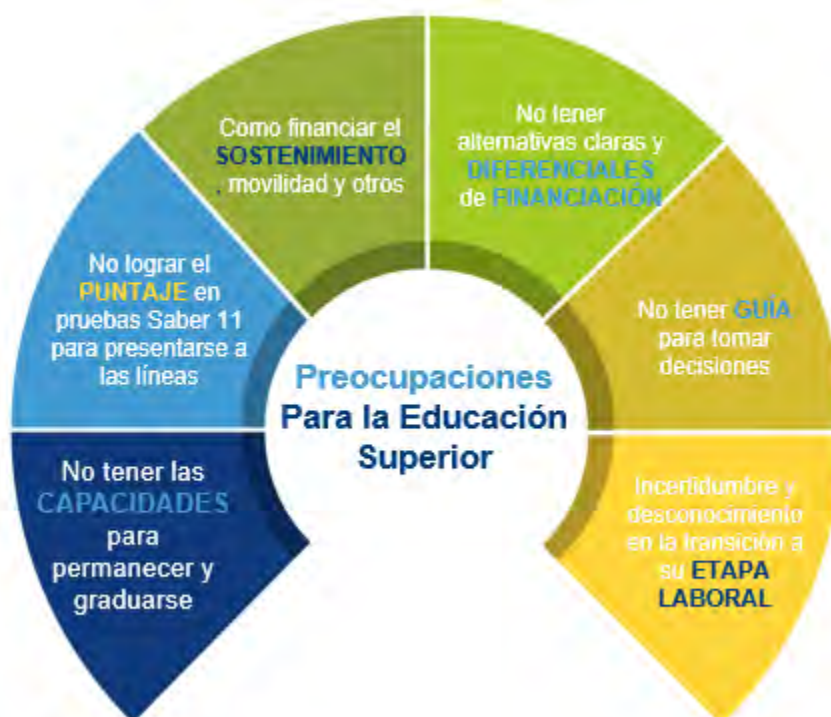 Preocupaciones
Para la Educación
Superior
No tener las
CAPACIDADES
para
permanecer y
graduarse
No lograr el
PUNTAJE en
pruebas Saber 11
para presentarse a
las líneas
Como financiar el
SOSTENIMIENTO
, movilidad y otros
No tener
alternativas claras y
DIFERENCIALES
de FINANCIACIÓN
No tener GUÍA
para tomar
decisiones
Incertidumbre y
desconocimiento
en la transición a
su ETAPA
LABORAL